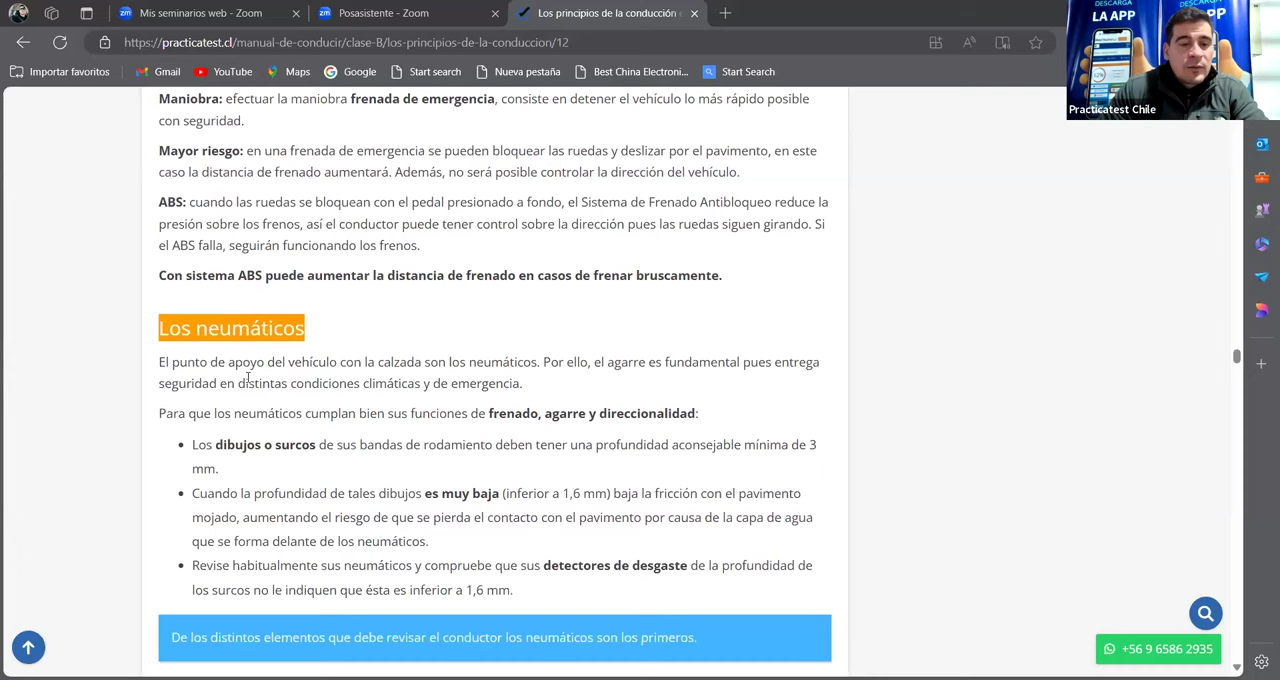 Mis seminarios web - Zoom
Posasistente - Zoom
Los principios de la conducción
https://practicatest.cl/manual-de-conducir/clase-B/los-principios-de-la-conduccion/12
Importar favoritos
Gmail
YouTube
Maps
Google
Start search
Nueva pestaña
Best China Electroni...
Start Search
DESCARGA
LA APP
Practicatest Chile
Maniobra: efectuar la maniobra frenada de emergencia, consiste en detener el vehículo lo más rápido posible
con seguridad.
Mayor riesgo: en una frenada de emergencia se pueden bloquear las ruedas y deslizar por el pavimento, en este
caso la distancia de frenado aumentará. Además, no será posible controlar la dirección del vehículo.
ABS: cuando las ruedas se bloquean con el pedal presionado a fondo, el Sistema de Frenado Antibloqueo reduce la
presión sobre los frenos, así el conductor puede tener control sobre la dirección pues las ruedas siguen girando. Si
el ABS falla, seguirán funcionando los frenos.
Con sistema ABS puede aumentar la distancia de frenado en casos de frenar bruscamente.
Los neumáticos
El punto de apoyo del vehículo con la calzada son los neumáticos. Por ello, el agarre es fundamental pues entrega
seguridad en distintas condiciones climáticas y de emergencia.
Para que los neumáticos cumplan bien sus funciones de frenado, agarre y direccionalidad:
Los dibujos o surcos de sus bandas de rodamiento deben tener una profundidad aconsejable mínima de 3
mm.
Cuando la profundidad de tales dibujos es muy baja (inferior a 1,6 mm) baja la fricción con el pavimento
mojado, aumentando el riesgo de que se pierda el contacto con el pavimento por causa de la capa de agua
que se forma delante de los neumáticos.
Revise habitualmente sus neumáticos y compruebe que sus detectores de desgaste de la profundidad de
los surcos no le indiquen que ésta es inferior a 1,6 mm.
De los distintos elementos que debe revisar el conductor los neumáticos son los primeros.
+56 9 6586 2935